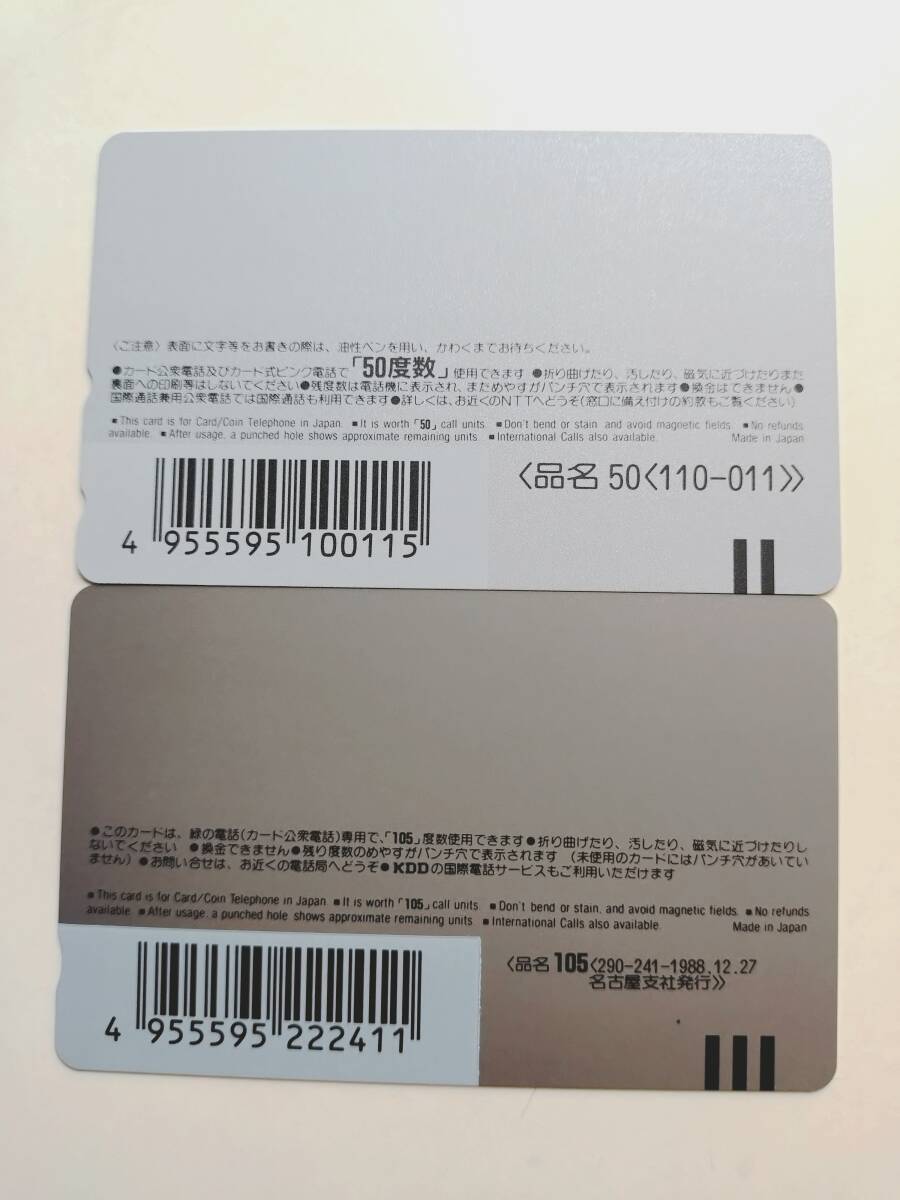 〈ご注意〉表面に文字等をお書きの際は、油性ペンを用い、かわくまでお待ちください。
●カード公衆電話及びカード式ピンク電話で「50度数」使用できます ●折り曲げたり、汚したり、磁気に近づけたりまた
裏面への印刷等はしないでください●残度数は電話機に表示され、まためやすがパンチ穴で表示されます●換金はできません●
国際通話兼用公衆電話では国際通話も利用できます●詳しくは、お近くのNTTへどうぞ(窓口に備え付けの約款もご覧ください)
■This card is for Card/Coin Telephone in Japan. ■It is worth「50」call units. ■Don't bend or stain, and avoid magnetic fields. ■No refunds
available. ■After usage, a punched hole shows approximate remaining units. ■International Calls also available. Made in Japan
〈品名 50〈110-011〉〉
4 955595 100115
●このカードは、緑の電話(カード公衆電話)専用で、「105」度数使用できます●折り曲げたり、汚したり、磁気に近づけたりし
ないでください ●換金できません●残り度数のめやすがパンチ穴で表示されます (未使用のカードにはパンチ穴があいてい
ません)●お問い合せは、お近くの電話局へどうぞ●KDDの国際電話サービスもご利用いただけます
■This card is for Card/Coin Telephone in Japan. ■It is worth「105」call units. ■Don't bend or stain, and avoid magnetic fields. ■No refunds
available. ■After usage, a punched hole shows approximate remaining units. ■International Calls also available. Made in Japan
〈品名 105〈290-241-1988.12.27
名古屋支社発行〉〉
4 955595 222411